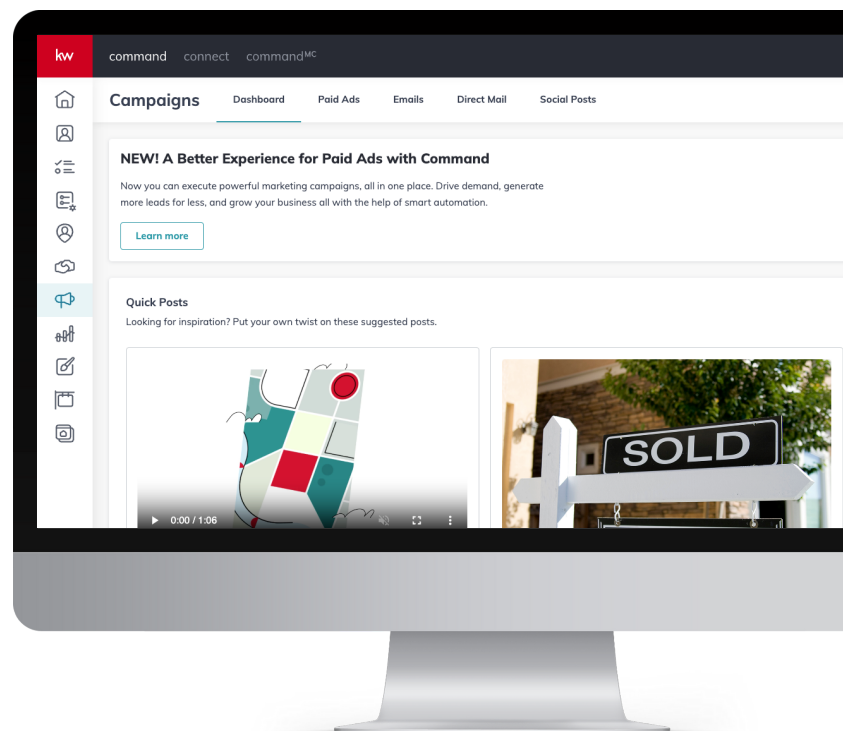 kw
command connect commandMC
Campaigns Dashboard Paid Ads Emails Direct Mail Social Posts
NEW! A Better Experience for Paid Ads with Command
Now you can execute powerful marketing campaigns, all in one place. Drive demand, generate
more leads for less, and grow your business all with the help of smart automation.
Learn more
Quick Posts
Looking for inspiration? Put your own twist on these suggested posts.
0:00 / 1:06
SOLD